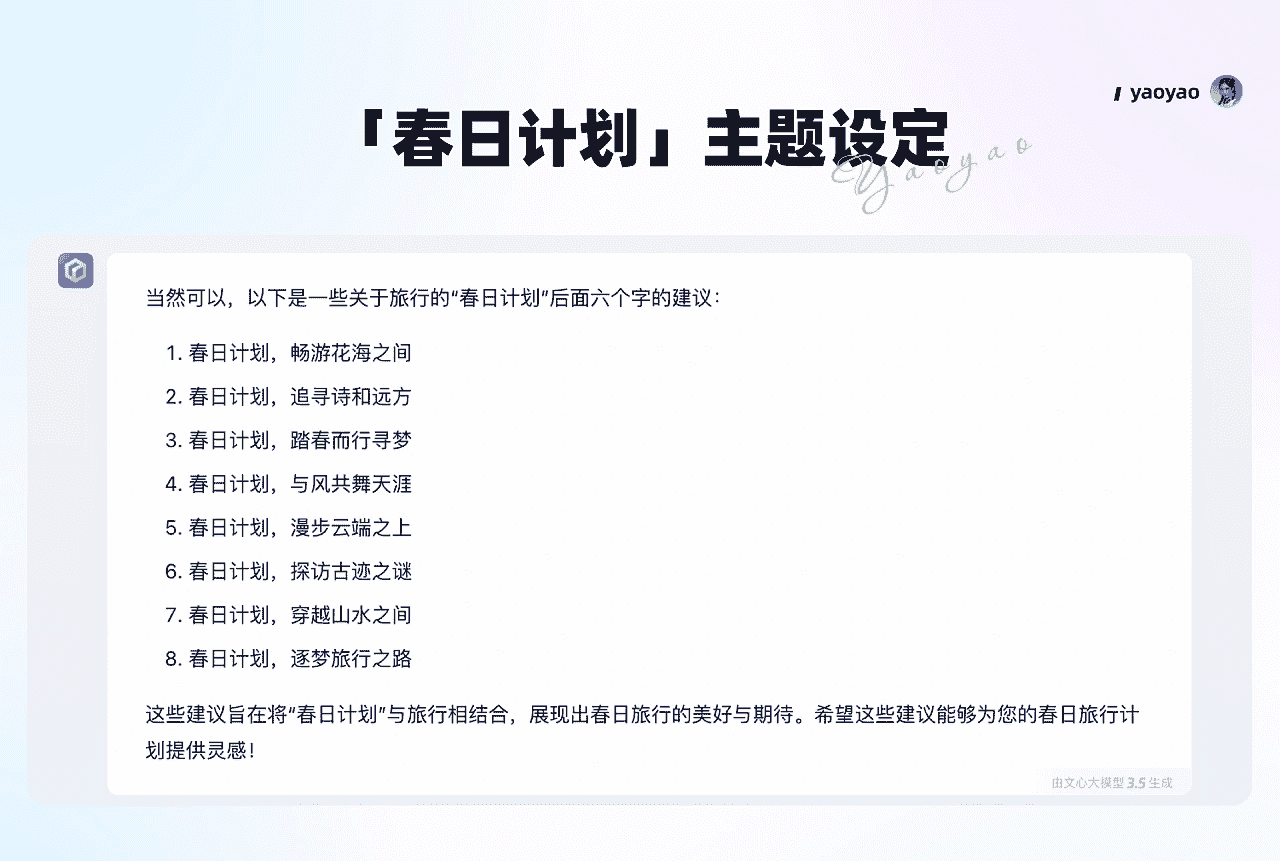 yaoyao
「春日计划」主题设定
Yaoyao
当然可以，以下是一些关于旅行的“春日计划”后面六个字的建议：
1. 春日计划，畅游花海之间
2. 春日计划，追寻诗和远方
3. 春日计划，踏春而行寻梦
4. 春日计划，与风共舞天涯
5. 春日计划，漫步云端之上
6. 春日计划，探访古迹之谜
7. 春日计划，穿越山水之间
8. 春日计划，逐梦旅行之路
这些建议旨在将“春日计划”与旅行相结合，展现出春日旅行的美好与期待。希望这些建议能够为您的春日旅行计
划提供灵感！
由文心大模型 3.5 生成